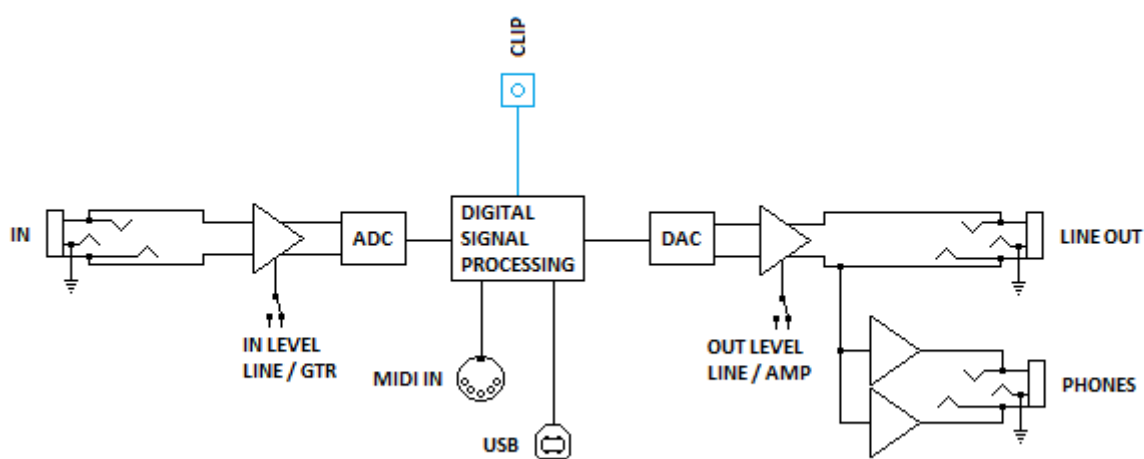 CLIP
IN
ADC
DIGITAL
SIGNAL
PROCESSING
DAC
LINE OUT
IN LEVEL
LINE / GTR
MIDI IN
USB
OUT LEVEL
LINE / AMP
PHONES